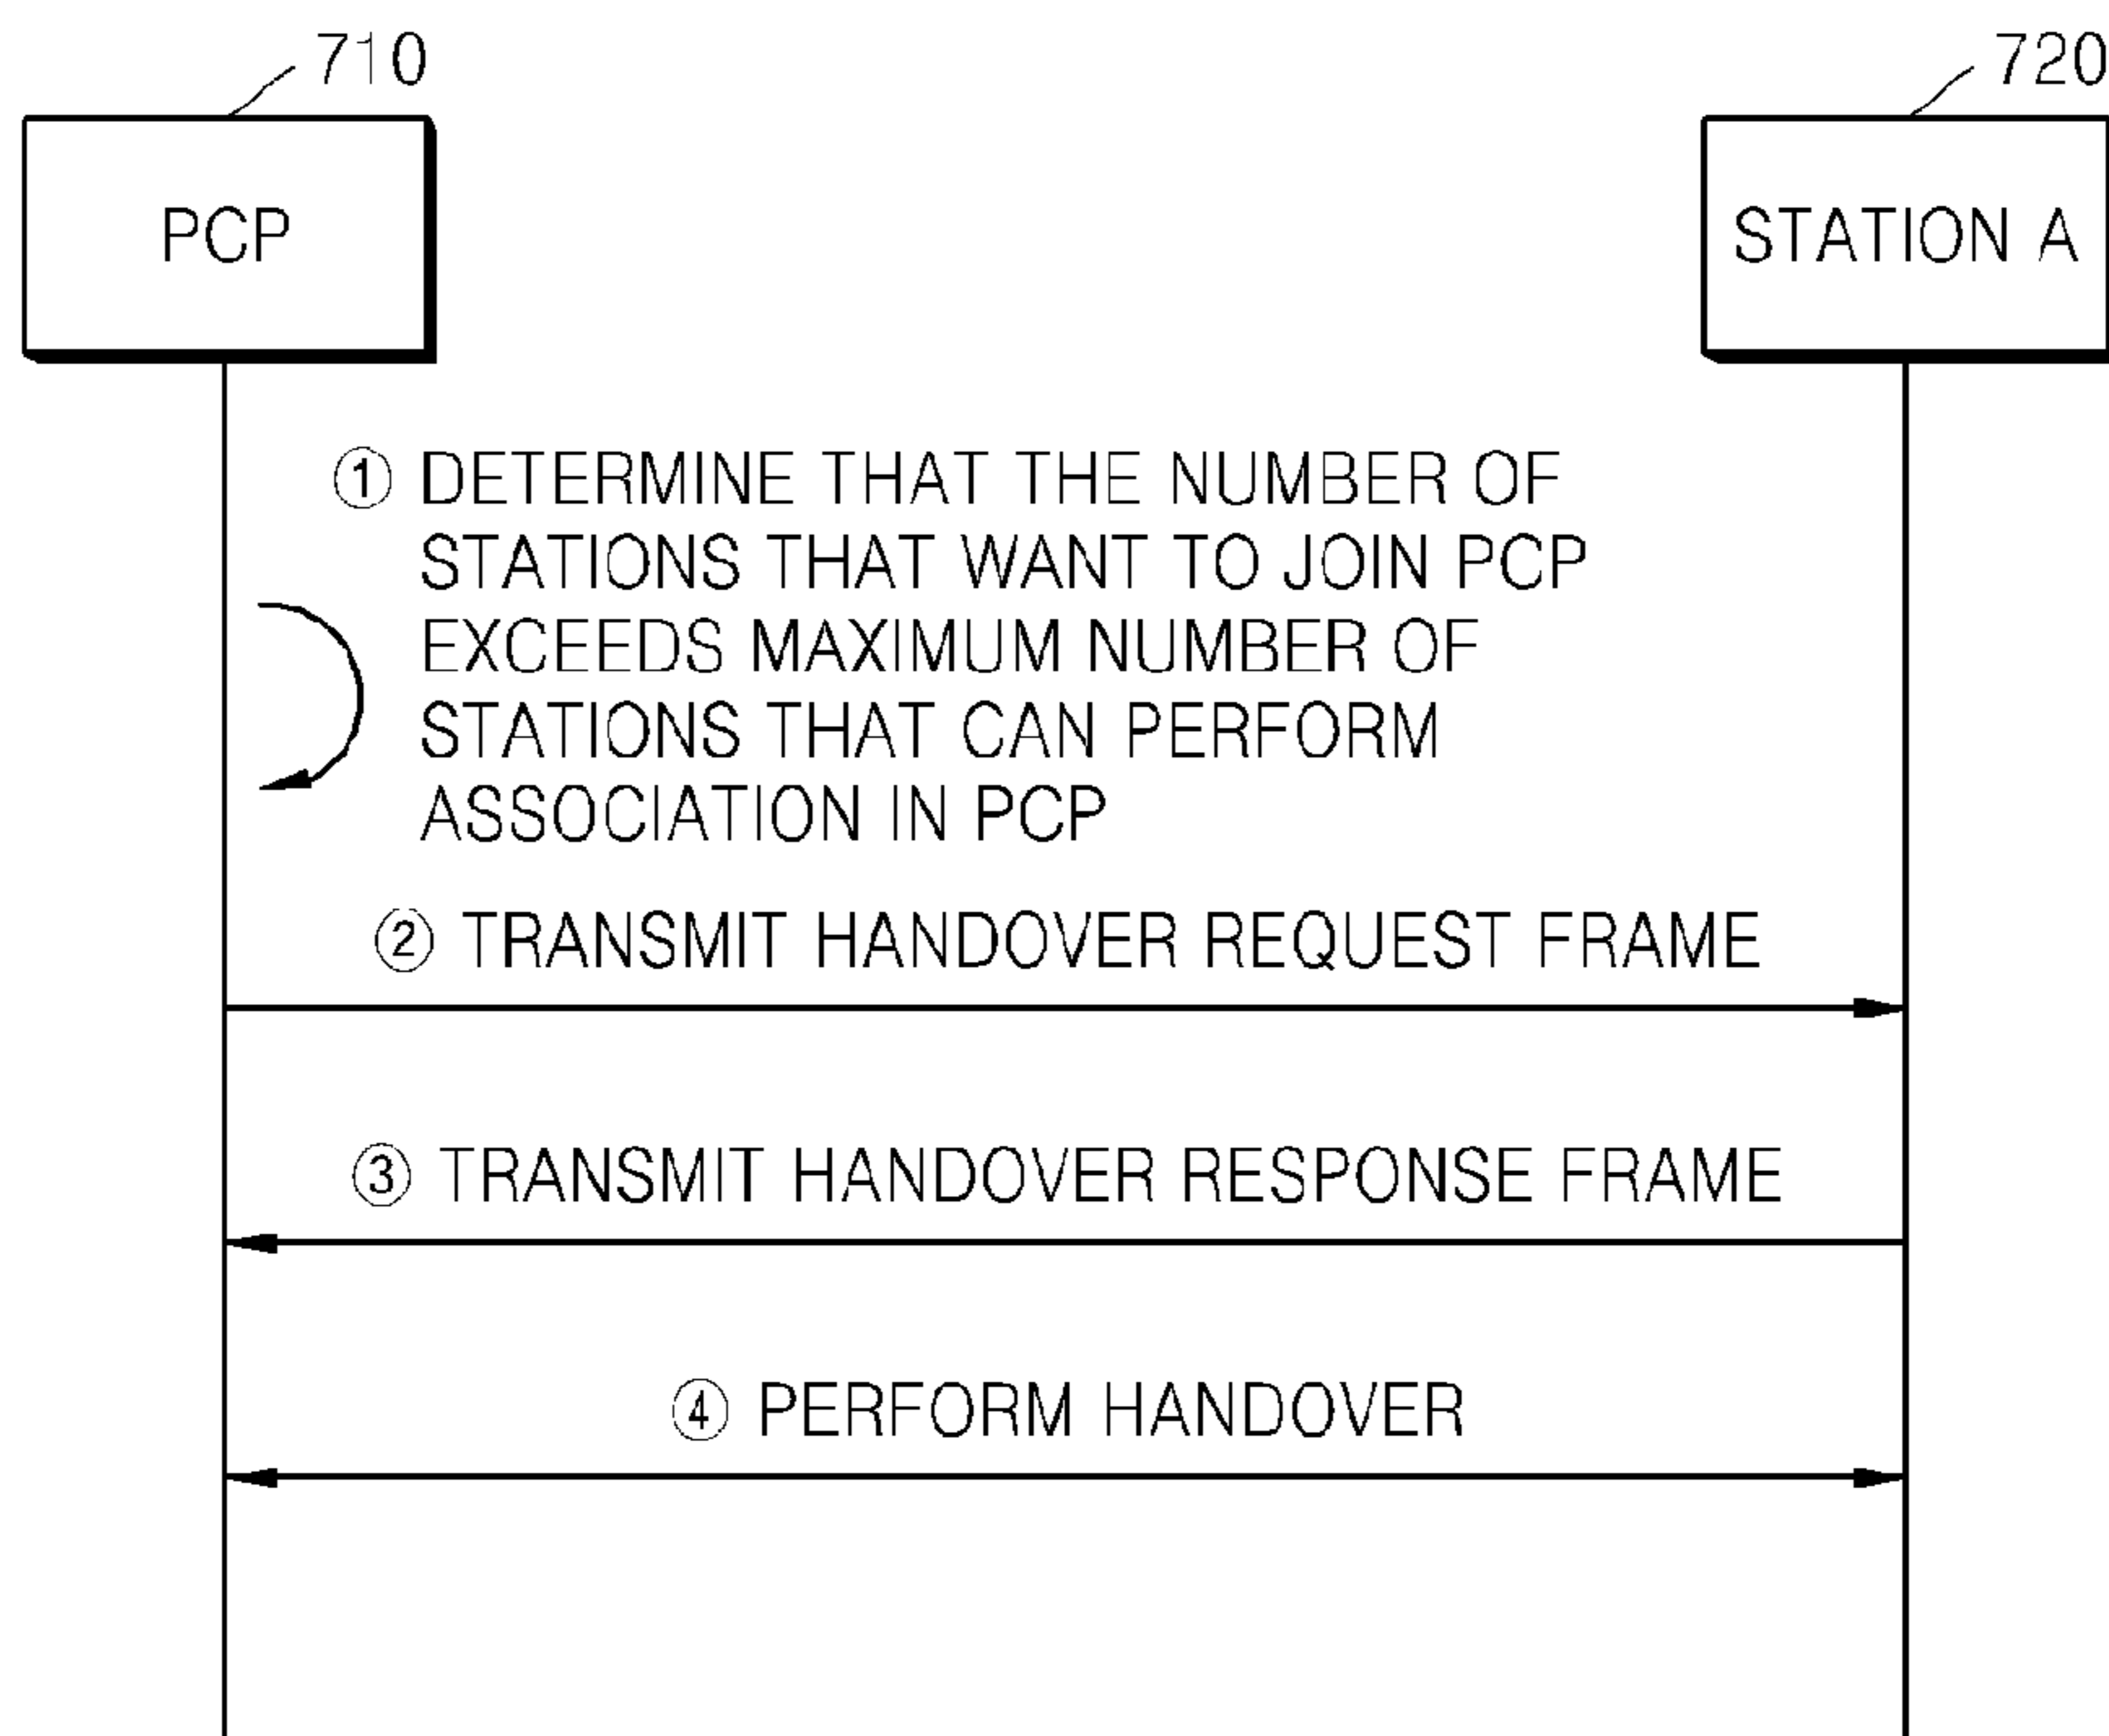 710
720
PCP
STATION A
① DETERMINE THAT THE NUMBER OF
STATIONS THAT WANT TO JOIN PCP
EXCEEDS MAXIMUM NUMBER OF
STATIONS THAT CAN PERFORM
ASSOCIATION IN PCP
② TRANSMIT HANDOVER REQUEST FRAME
③ TRANSMIT HANDOVER RESPONSE FRAME
④ PERFORM HANDOVER